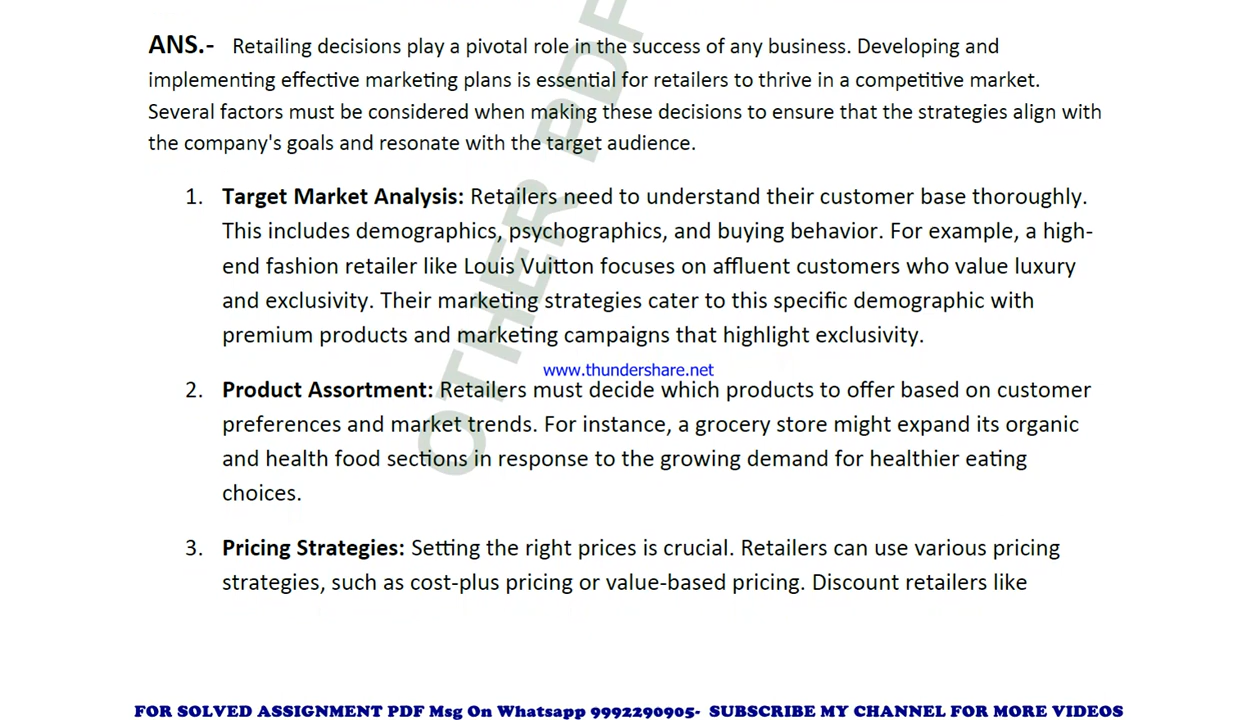 ANS.- Retailing decisions play a pivotal role in the success of any business. Developing and
implementing effective marketing plans is essential for retailers to thrive in a competitive market.
Several factors must be considered when making these decisions to ensure that the strategies align with
the company's goals and resonate with the target audience.
1. Target Market Analysis: Retailers need to understand their customer base thoroughly.
This includes demographics, psychographics, and buying behavior. For example, a high-
end fashion retailer like Louis Vuitton focuses on affluent customers who value luxury
and exclusivity. Their marketing strategies cater to this specific demographic with
premium products and marketing campaigns that highlight exclusivity.
www.thundershare.net
2. Product Assortment: Retailers must decide which products to offer based on customer
preferences and market trends. For instance, a grocery store might expand its organic
and health food sections in response to the growing demand for healthier eating
choices.
3. Pricing Strategies: Setting the right prices is crucial. Retailers can use various pricing
strategies, such as cost-plus pricing or value-based pricing. Discount retailers like
OTHER PDF
FOR SOLVED ASSIGNMENT PDF Msg On Whatsapp 9992290905- SUBSCRIBE MY CHANNEL FOR MORE VIDEOS